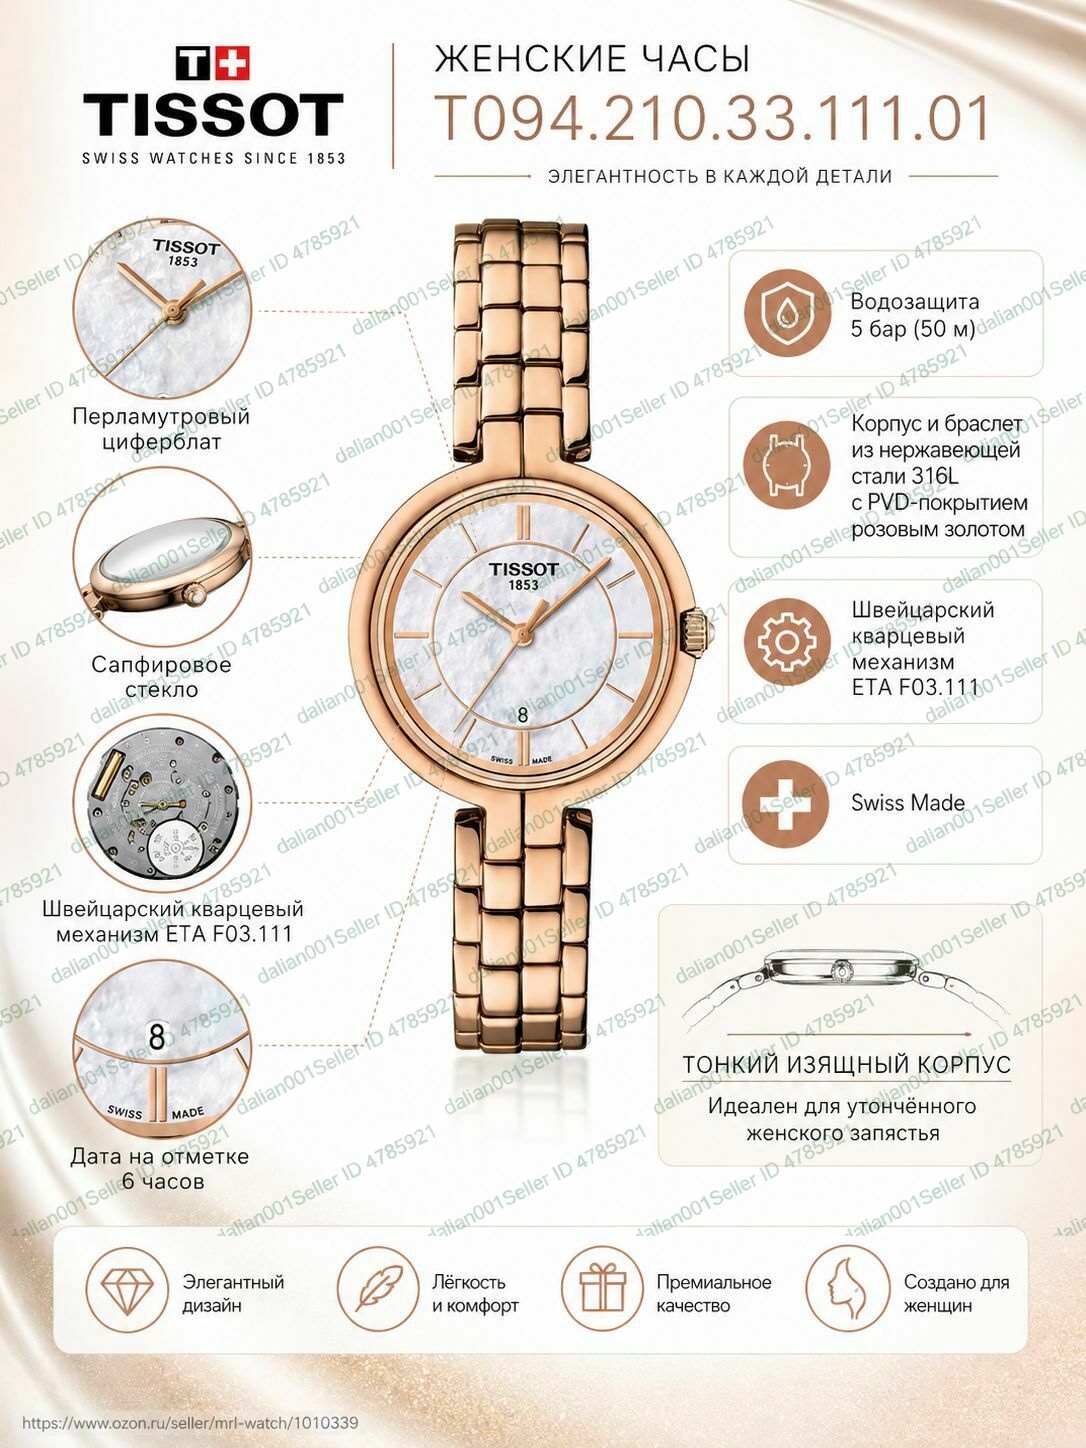 T+
TISSOT
SWISS WATCHES SINCE 1853
ЖЕНСКИЕ ЧАСЫ
T094.210.33.111.01
ЭЛЕГАНТНОСТЬ В КАЖДОЙ ДЕТАЛИ
TISSOT
1853
Перламутровый
циферблат
Сапфировое
стекло
Швейцарский кварцевый
механизм ETA F03.111
8
SWISS MADE
Дата на отметке
6 часов
TISSOT
1853
8
SWISS MADE
Водозащита
5 бар (50 м)
Корпус и браслет
из нержавеющей
стали 316L
с PVD-покрытием
розовым золотом
Швейцарский
кварцевый
механизм
ETA F03.111
Swiss Made
ТОНКИЙ ИЗЯЩНЫЙ КОРПУС
Идеален для утончённого
женского запястья
Элегантный
дизайн
Лёгкость
и комфорт
Премиальное
качество
Создано для
женщин
https://www.ozon.ru/seller/mrl-watch/1010339
dalian001Seller ID 4785921